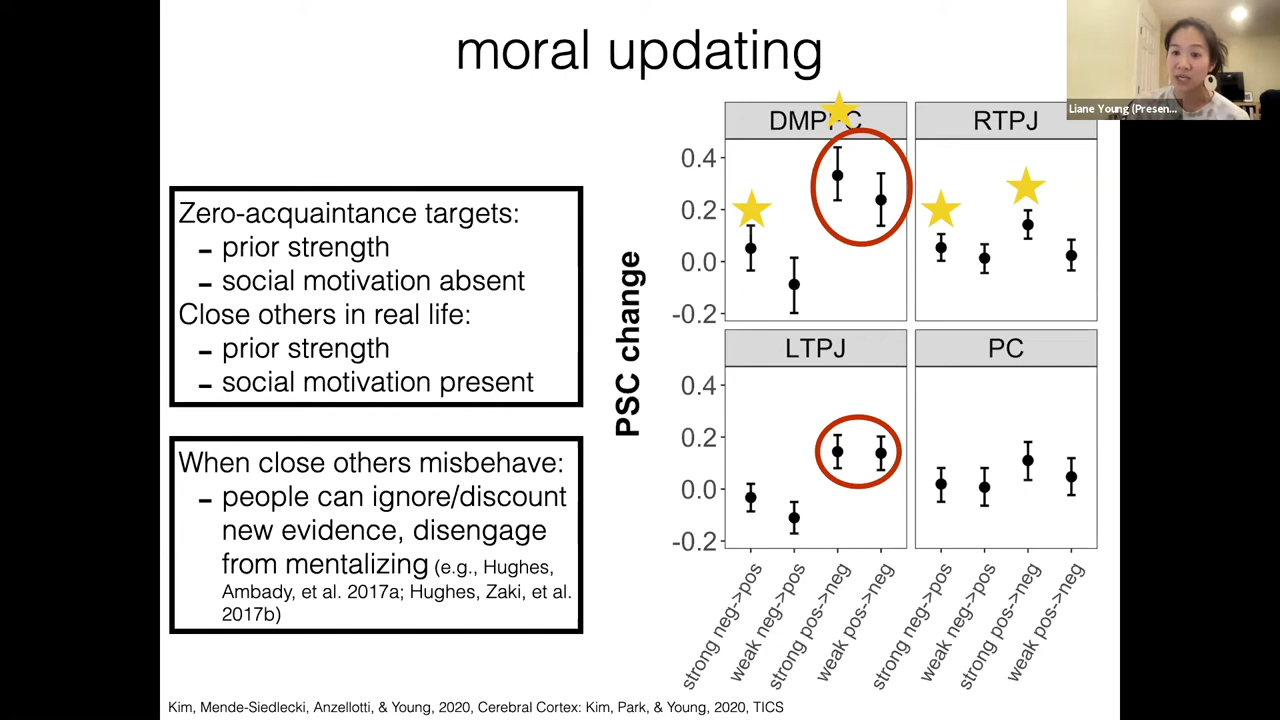 moral updating
Liane Young (Presen...
Zero-acquaintance targets:
– prior strength
– social motivation absent
Close others in real life:
– prior strength
– social motivation present
When close others misbehave:
– people can ignore/discount
new evidence, disengage
from mentalizing (e.g., Hughes,
Ambady, et al. 2017a; Hughes, Zaki, et al.
2017b)
PSC change
DMPFC
RTPJ
0.4
0.2
0.0
-0.2
LTPJ
PC
0.4
0.2
0.0
-0.2
strong neg->pos
weak neg->pos
strong pos->neg
weak pos->neg
strong neg->pos
weak neg->pos
strong pos->neg
weak pos->neg
Kim, Mende-Siedlecki, Anzellotti, & Young, 2020, Cerebral Cortex: Kim, Park, & Young, 2020, TICS